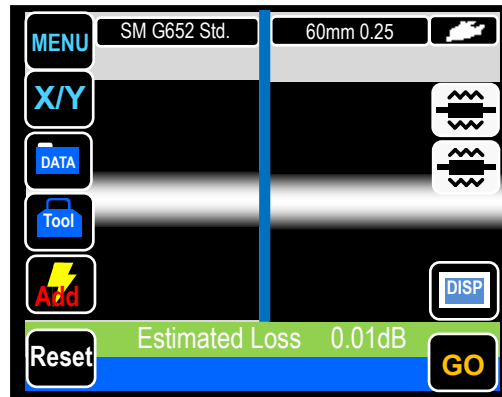 MENU
SM G652 Std.
60mm 0.25
X/Y
DATA
Tool
Add
DISP
Estimated Loss 0.01dB
Reset
GO